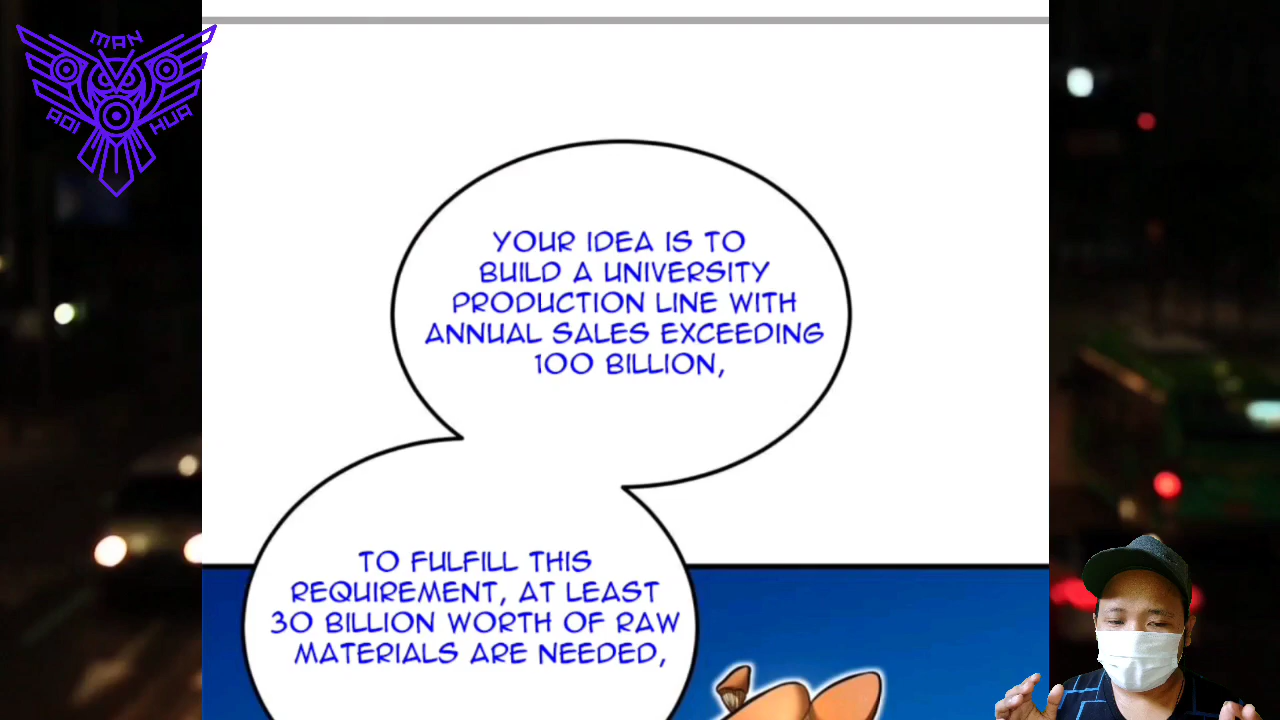 MAN
AOI HUA
YOUR IDEA IS TO
BUILD A UNIVERSITY
PRODUCTION LINE WITH
ANNUAL SALES EXCEEDING
100 BILLION,
TO FULFILL THIS
REQUIREMENT, AT LEAST
30 BILLION WORTH OF RAW
MATERIALS ARE NEEDED,